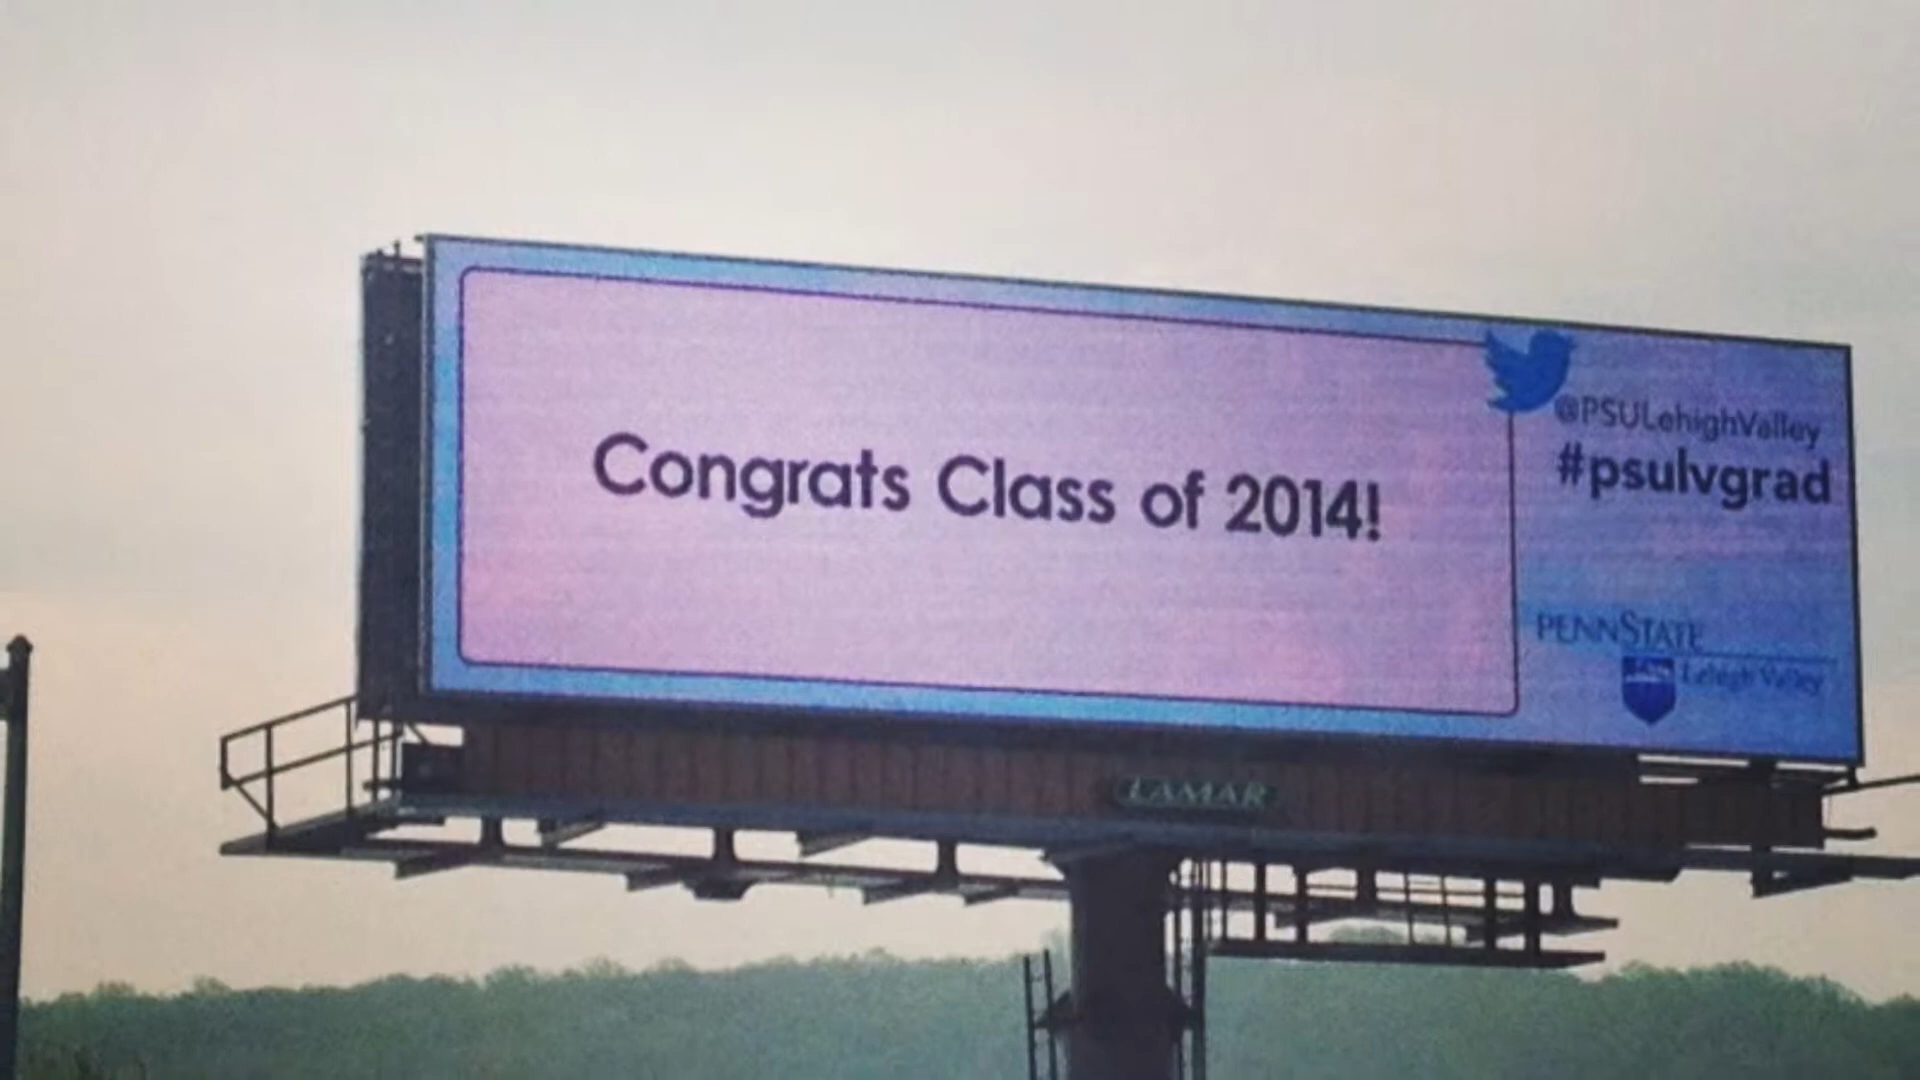 Congrats Class of 2014!
@PSULehighValley
#psulvgrad
PENNSTATE
Lehigh Valley
LAMAR